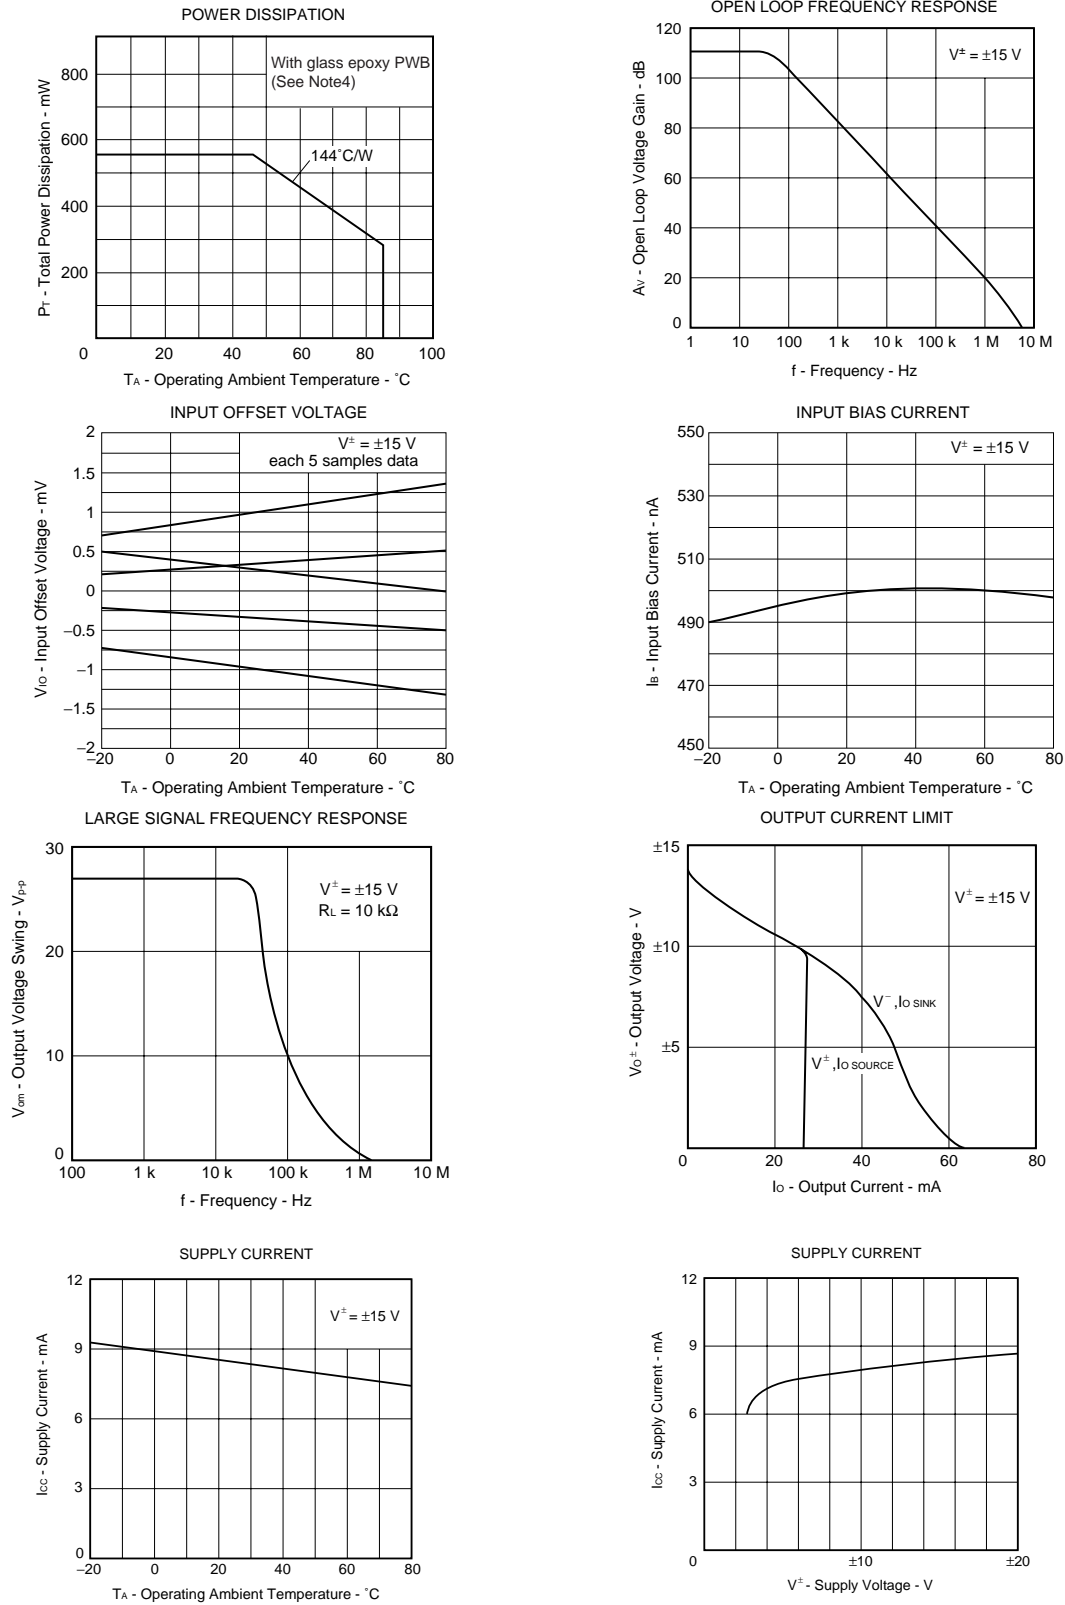 POWER DISSIPATION
With glass epoxy PWB
(See Note4)
144˚C/W
800
600
400
200
0
20
40
60
80
100
PT - Total Power Dissipation - mW
TA - Operating Ambient Temperature - ˚C
OPEN LOOP FREQUENCY RESPONSE
V± = ±15 V
120
100
80
60
40
20
0
1
10
100
1 k
10 k
100 k
1 M
10 M
AV - Open Loop Voltage Gain - dB
f - Frequency - Hz
INPUT OFFSET VOLTAGE
V± = ±15 V
each 5 samples data
2
1.5
1
0.5
0
−0.5
−1
−1.5
−2
−20
0
20
40
60
80
VIO - Input Offset Voltage - mV
TA - Operating Ambient Temperature - ˚C
INPUT BIAS CURRENT
V± = ±15 V
550
530
510
490
470
450
−20
0
20
40
60
80
IB - Input Bias Current - nA
TA - Operating Ambient Temperature - ˚C
LARGE SIGNAL FREQUENCY RESPONSE
V± = ±15 V
RL = 10 kΩ
30
20
10
0
100
1 k
10 k
100 k
1 M
10 M
Vom - Output Voltage Swing - Vp-p
f - Frequency - Hz
OUTPUT CURRENT LIMIT
V± = ±15 V
V−,IO SINK
V±,IO SOURCE
±15
±10
±5
0
20
40
60
80
VO± - Output Voltage - V
IO - Output Current - mA
SUPPLY CURRENT
V± = ±15 V
12
9
6
3
0
−20
0
20
40
60
80
ICC - Supply Current - mA
TA - Operating Ambient Temperature - ˚C
SUPPLY CURRENT
12
9
6
3
0
±10
±20
ICC - Supply Current - mA
V± - Supply Voltage - V